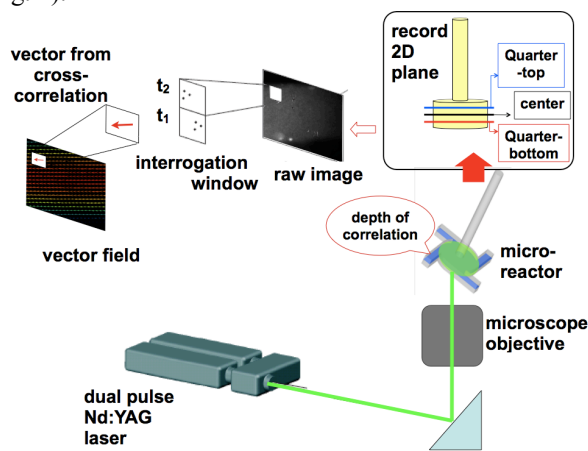 record
2D
plane
Quarter
-top
center
Quarter-
bottom
vector from
cross-
correlation
t2
t1
interrogation
window
raw image
vector field
depth of
correlation
micro-
reactor
microscope
objective
dual pulse
Nd:YAG
laser